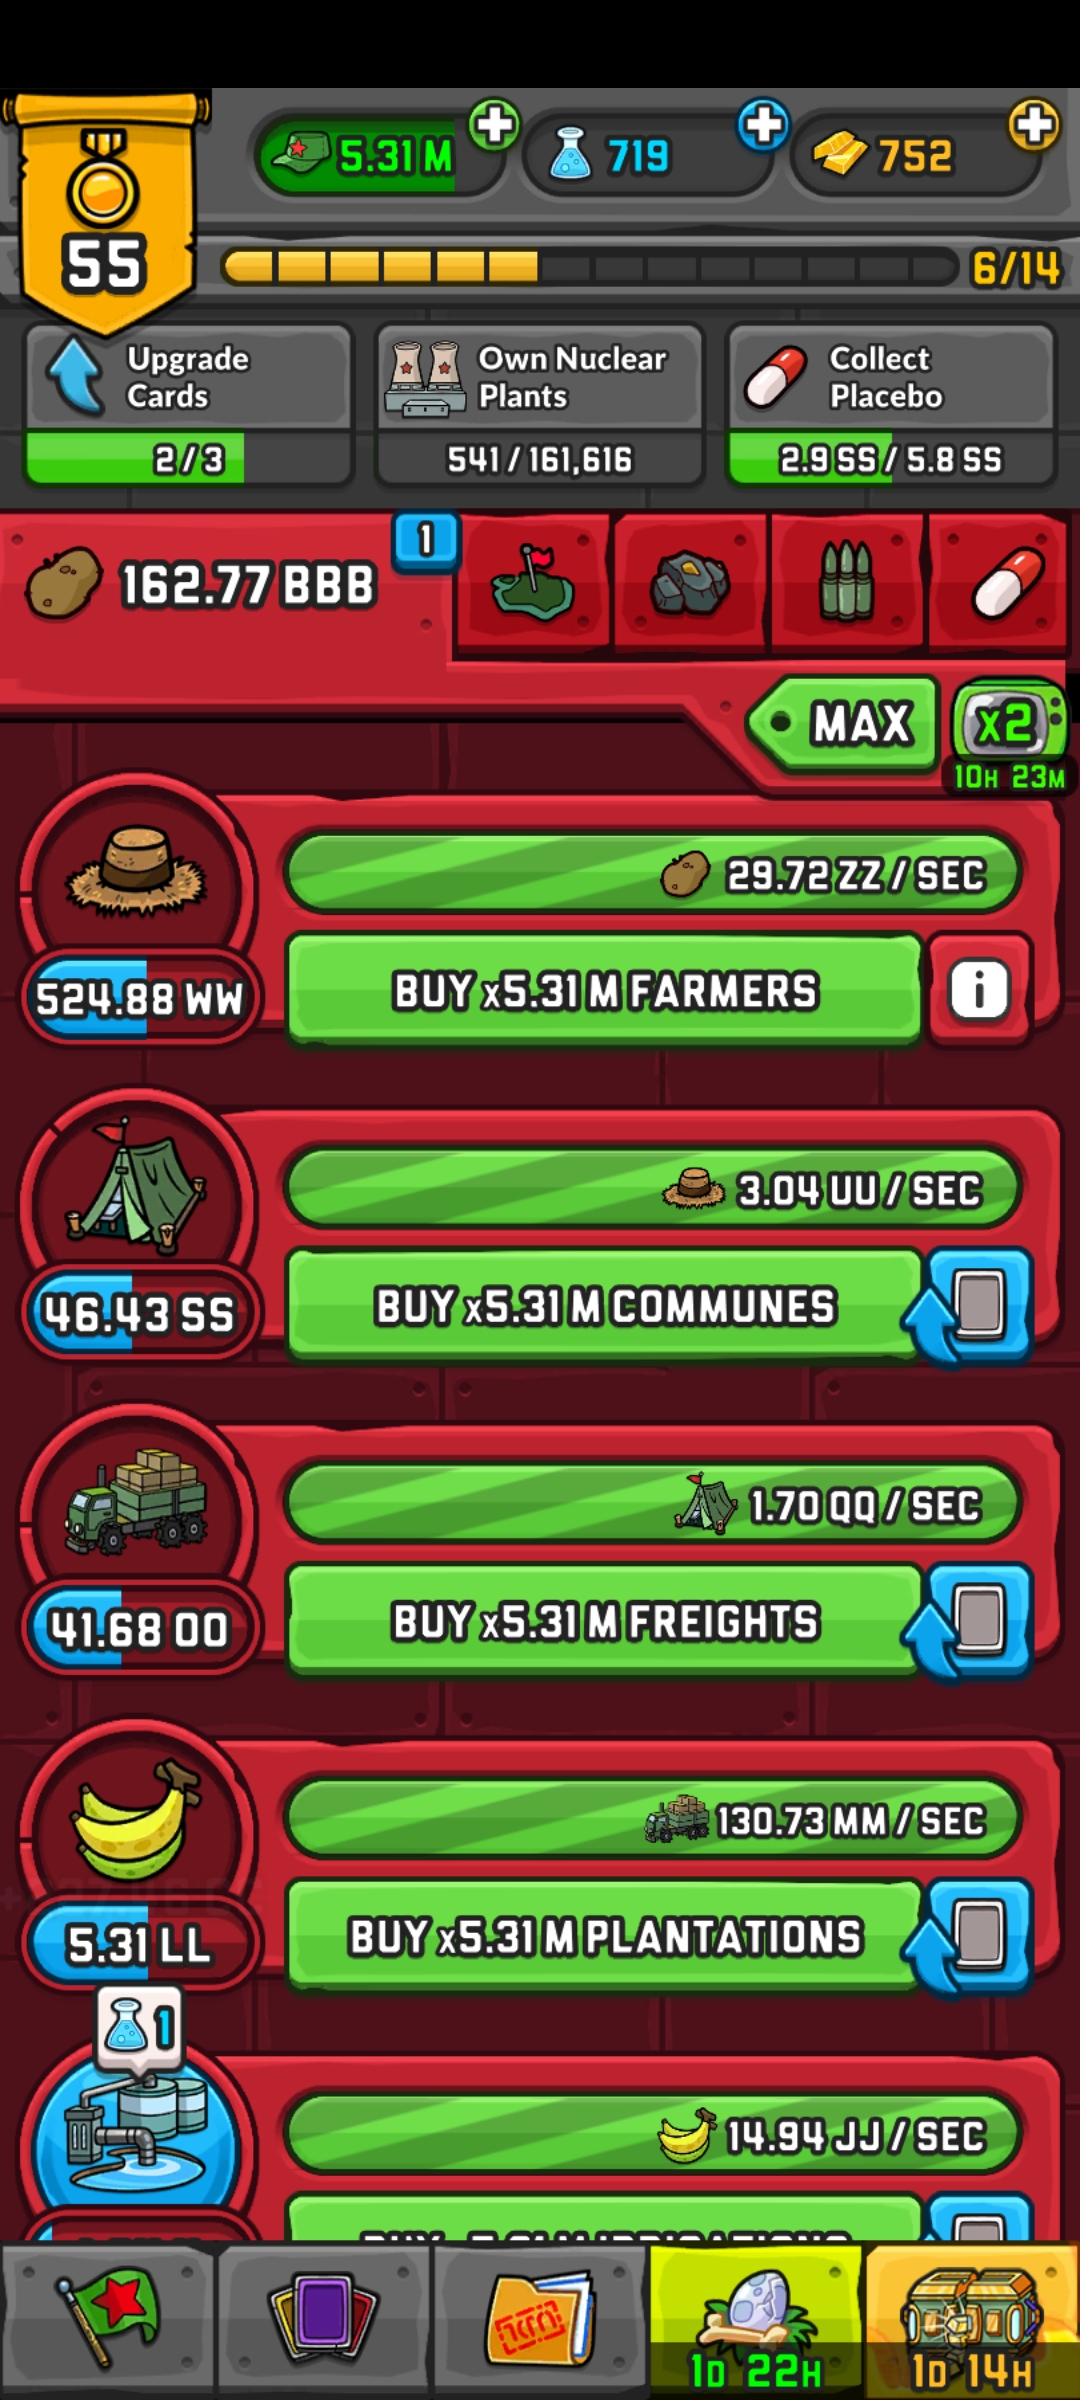 5.31 M
719
752
55
6/14
Upgrade
Cards
2/3
Own Nuclear
Plants
541/161,616
Collect
Placebo
2.9 SS/ 5.8 SS
162.77 BBB
1
MAX
x2
10H 23M
29.72 ZZ / SEC
524.88 WW
BUY x5.31 M FARMERS
i
3.04 UU / SEC
46.43 SS
BUY x5.31 M COMMUNES
1.70 QQ / SEC
41.68 OO
BUY x5.31 M FREIGHTS
130.73 MM / SEC
5.31 LL
BUY x5.31 M PLANTATIONS
1
14.94 JJ / SEC
1D 22H
1D 14H